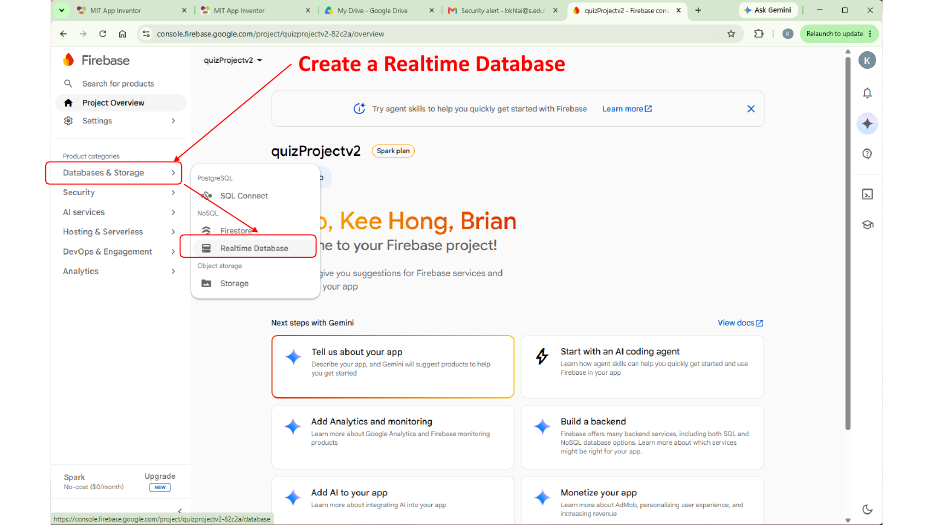 MIT App Inventor
MIT App Inventor
My Drive - Google Drive
Security alert - bkhlai@s.edu
quizProjectv2 - Firebase con
Ask Gemini
console.firebase.google.com/project/quizprojectv2-82c2a/overview
K
Relaunch to update
Firebase
quizProjectv2
Create a Realtime Database
K
Search for products
Project Overview
Settings
Try agent skills to help you quickly get started with Firebase
Learn more
Product categories
Databases & Storage
Security
AI services
Hosting & Serverless
DevOps & Engagement
Analytics
PostgreSQL
SQL Connect
NoSQL
Firestore
Realtime Database
Object storage
Storage
quizProjectv2
Spark plan
o, Kee Hong, Brian
me to your Firebase project!
give you suggestions for Firebase services and
your app
Next steps with Gemini
View docs
Tell us about your app
Describe your app, and Gemini will suggest products to help
you get started
Start with an AI coding agent
Learn how agent skills can help you quickly get started and use
Firebase in your app
Add Analytics and monitoring
Learn more about Google Analytics and Firebase monitoring
products
Build a backend
Firebase offers many backend services, including both SQL and
NoSQL database options. Learn more about which services
might be right for your app.
Add AI to your app
Learn more about integrating AI into your app
Monetize your app
Learn more about AdMob, personalizing user experience, and
increasing revenue
Spark
No-cost ($0/month)
Upgrade
NEW
https://console.firebase.google.com/project/quizprojectv2-82c2a/database